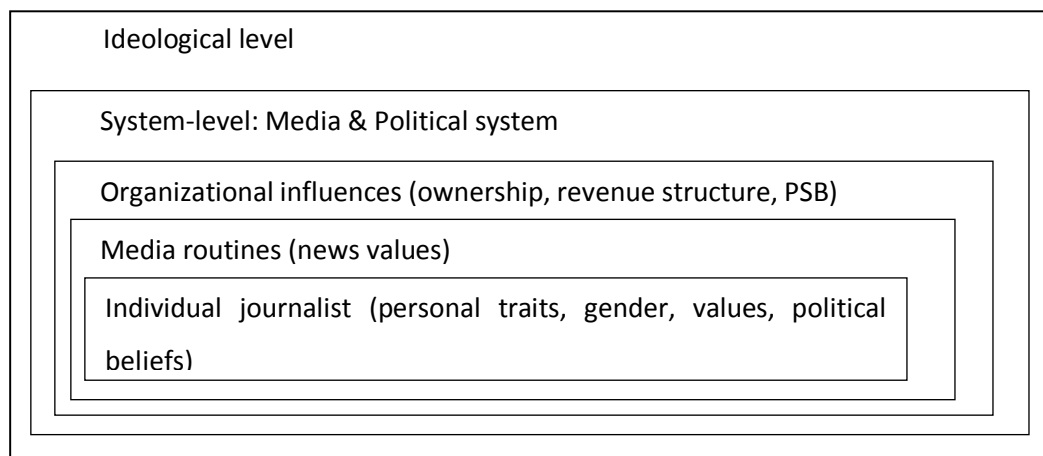 Ideological level
System-level: Media & Political system
Organizational influences (ownership, revenue structure, PSB)
Media routines (news values)
Individual journalist (personal traits, gender, values, political
beliefs)